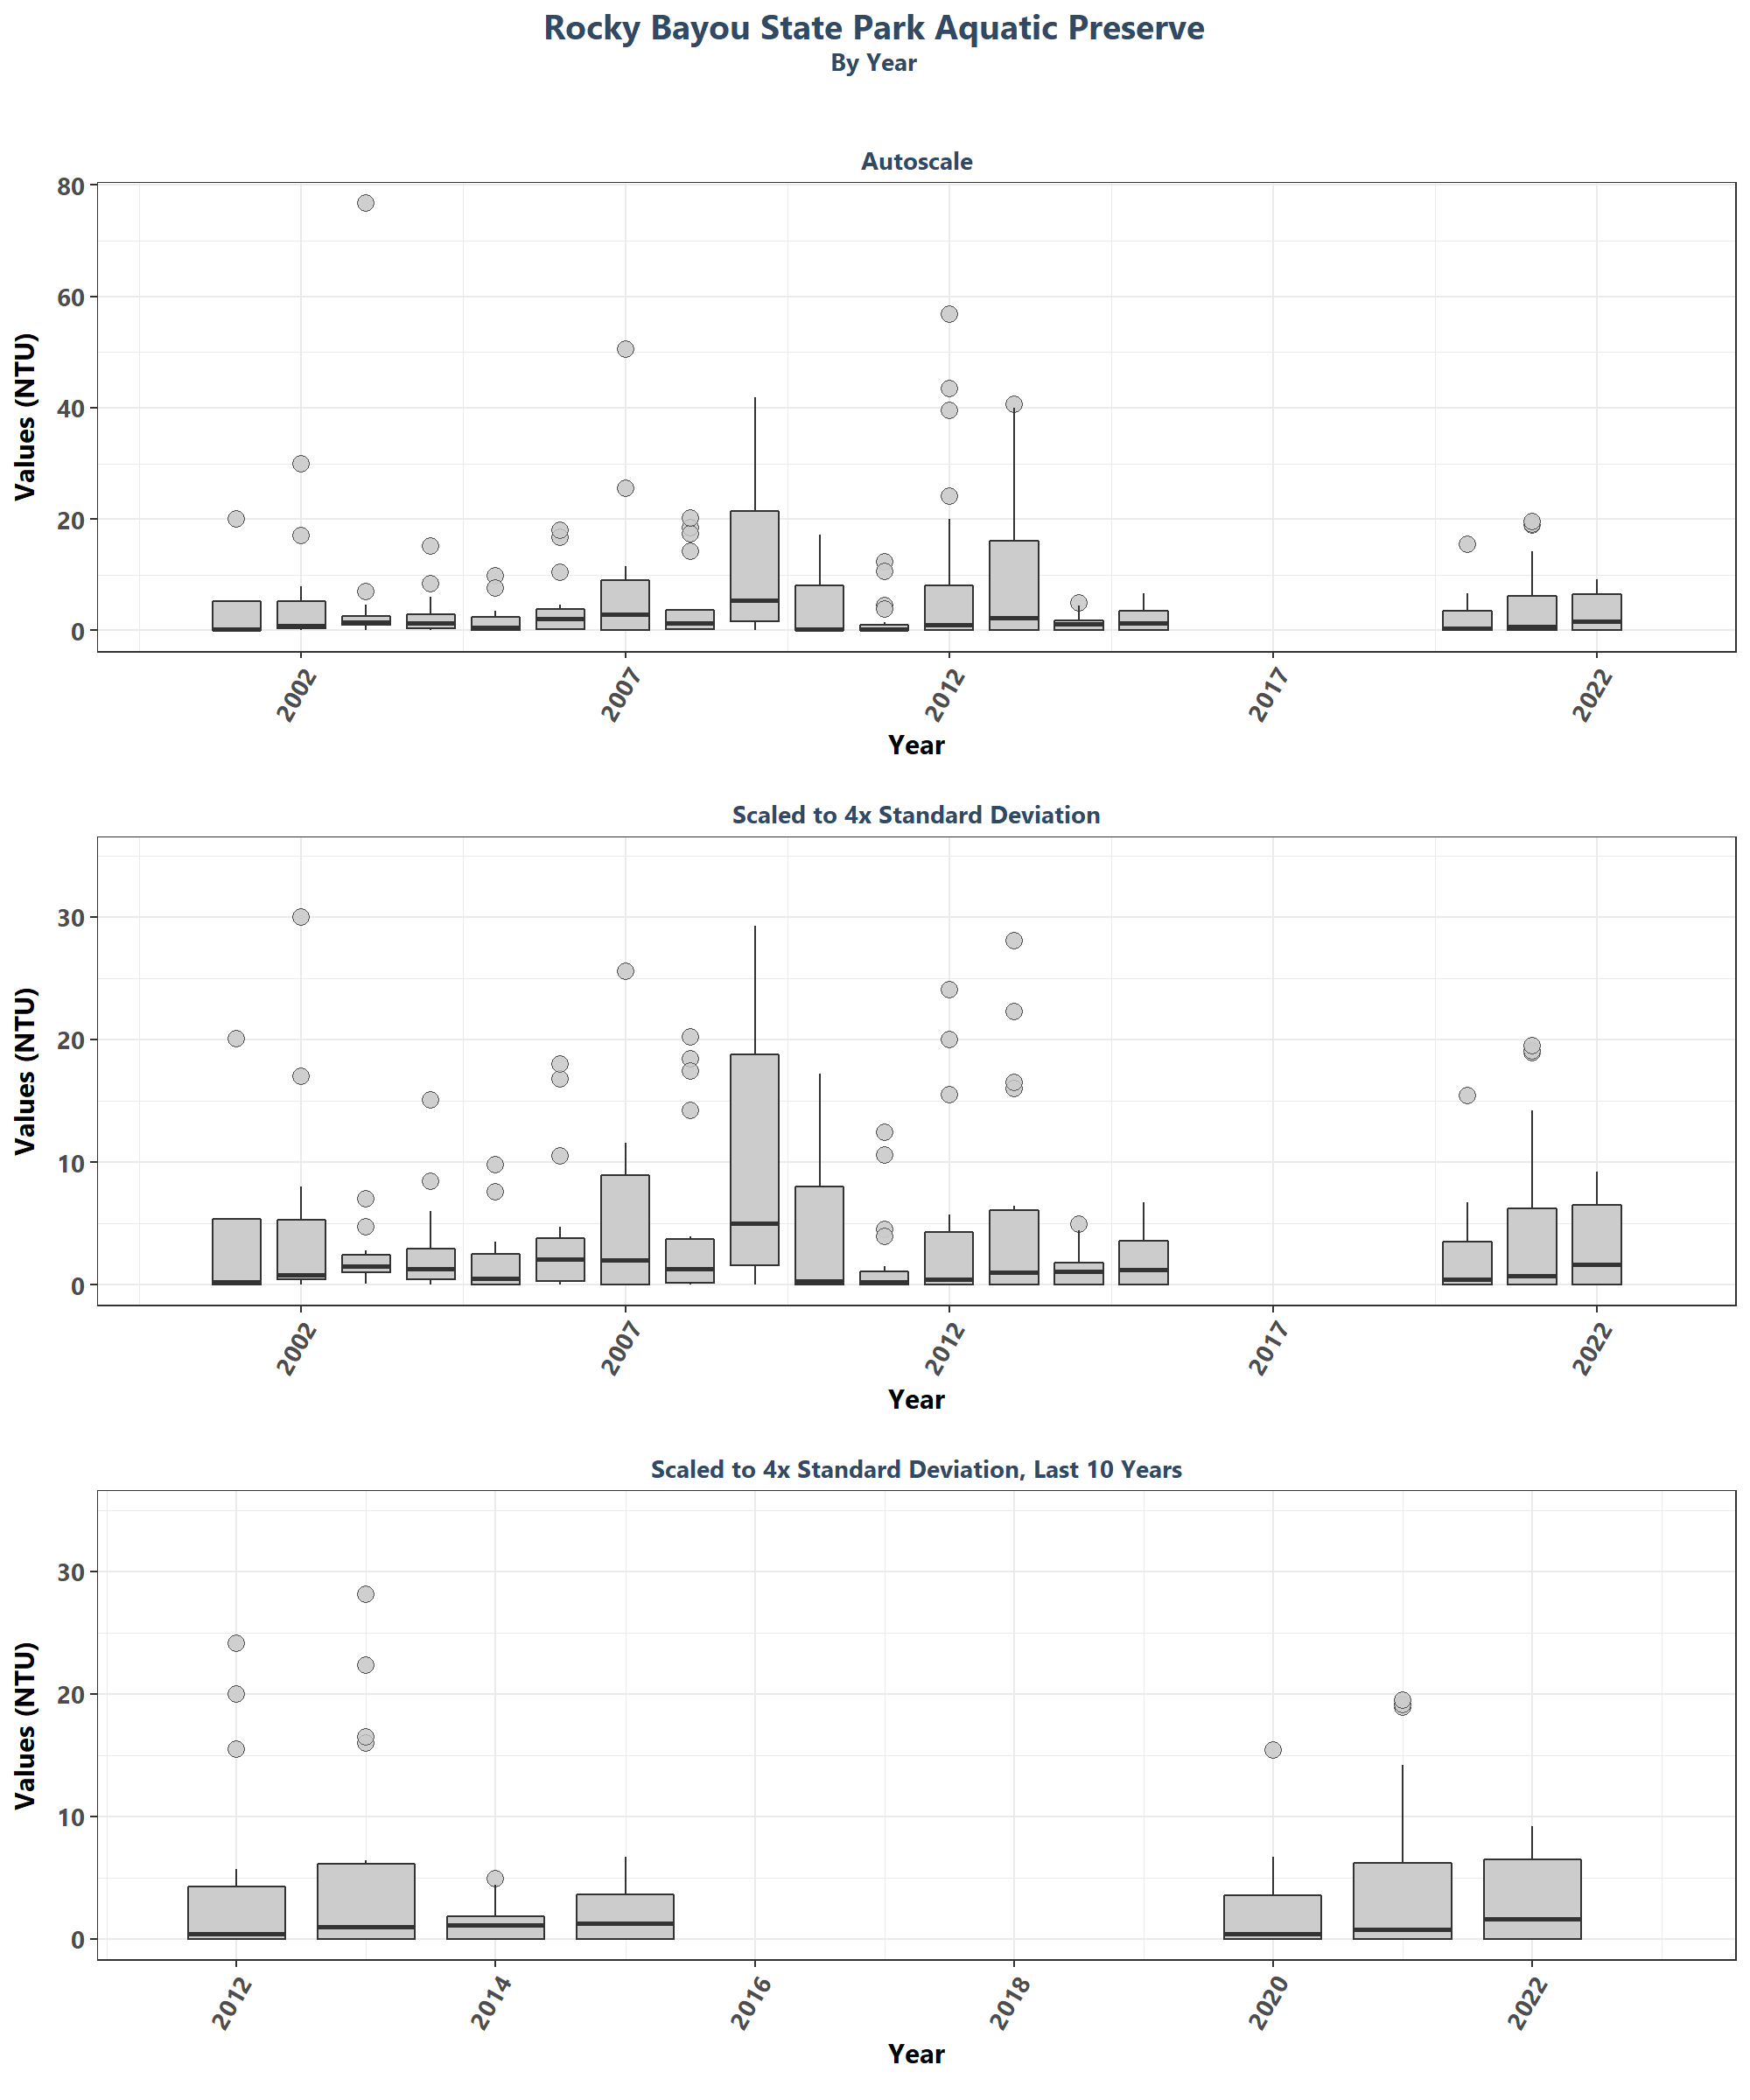 Rocky Bayou State Park Aquatic Preserve
By Year
Autoscale
Values (NTU)
80
60
40
20
0
2002
2007
2012
2017
2022
Year
Scaled to 4x Standard Deviation
Values (NTU)
30
20
10
0
2002
2007
2012
2017
2022
Year
Scaled to 4x Standard Deviation, Last 10 Years
Values (NTU)
30
20
10
0
2012
2014
2016
2018
2020
2022
Year